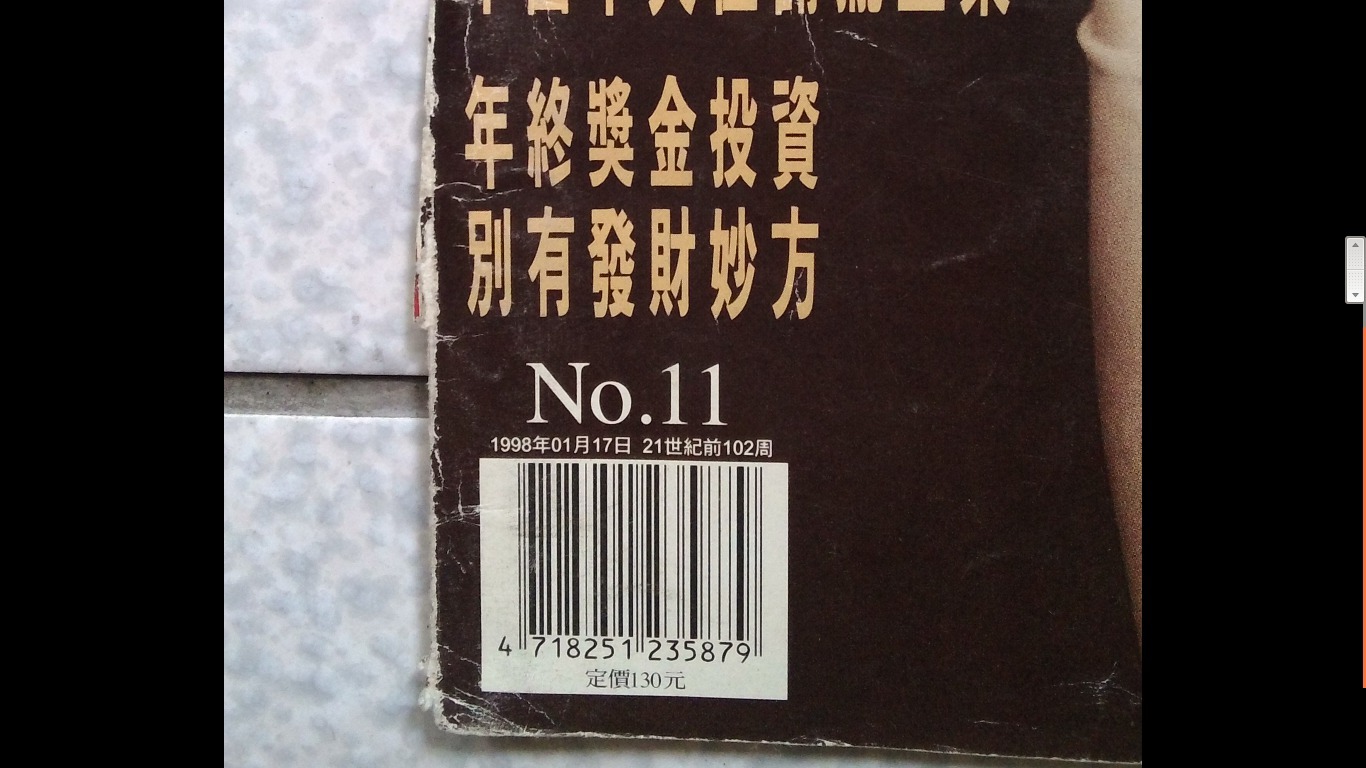 年終獎金投資
別有發財妙方
No.11
1998年01月17日 21世紀前102周
4 718251 235879
定價130元